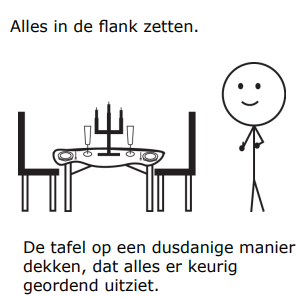 Alles in de flank zetten.
De tafel op een dusdanige manier
dekken, dat alles er keurig
geordend uitziet.